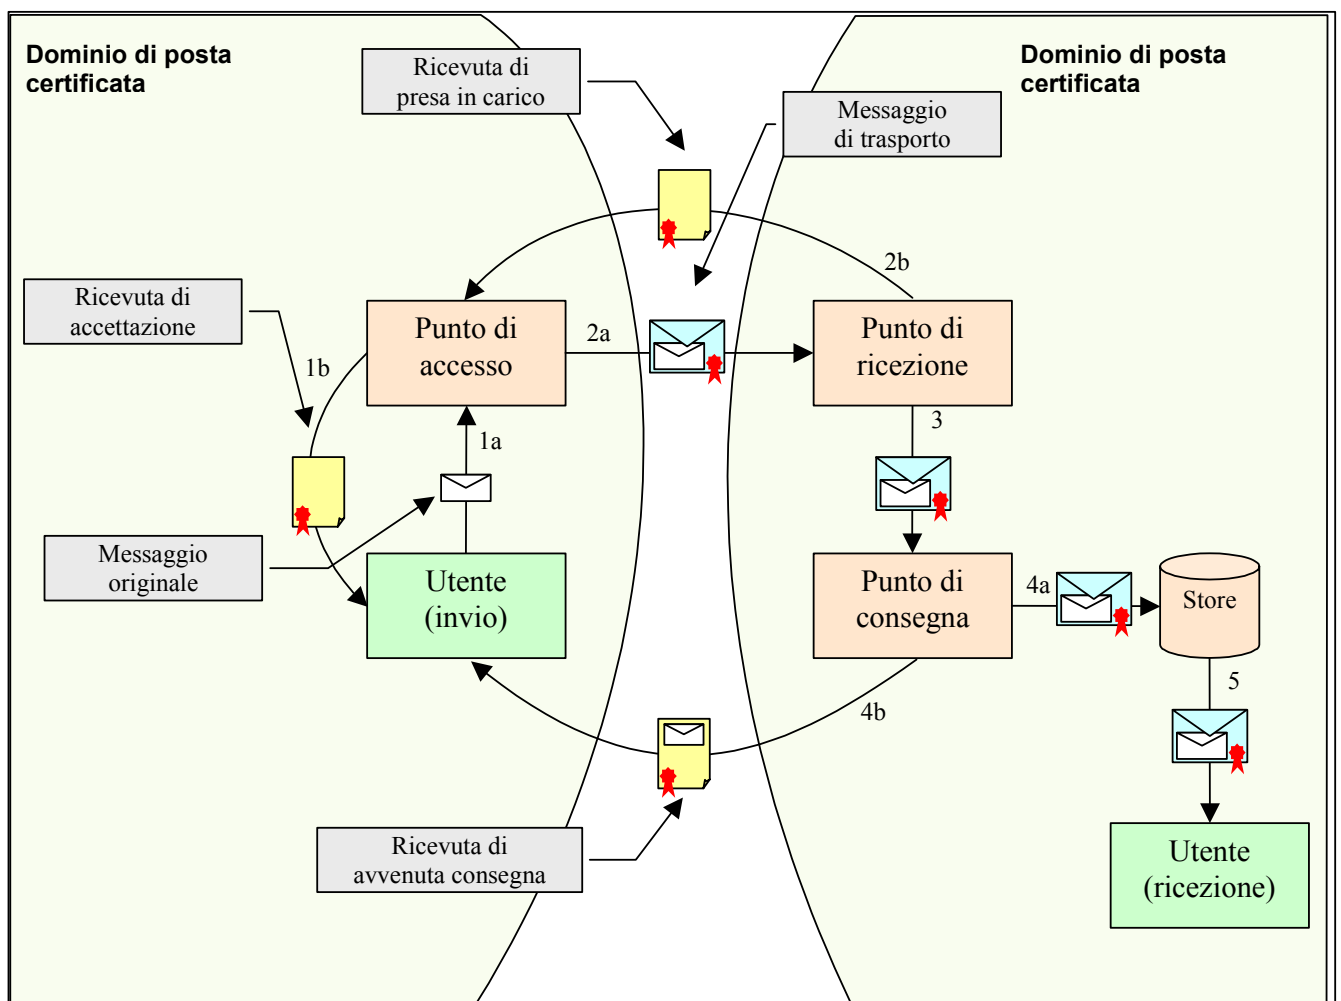 Dominio di posta
certificata
Ricevuta di
presa in carico
Messaggio
di trasporto
Dominio di posta
certificata
2b
Ricevuta di
accettazione
Punto di
accesso
2a
Punto di
ricezione
1b
1a
3
Messaggio
originale
Utente
(invio)
Punto di
consegna
4a
Store
5
4b
Ricevuta di
avvenuta consegna
Utente
(ricezione)